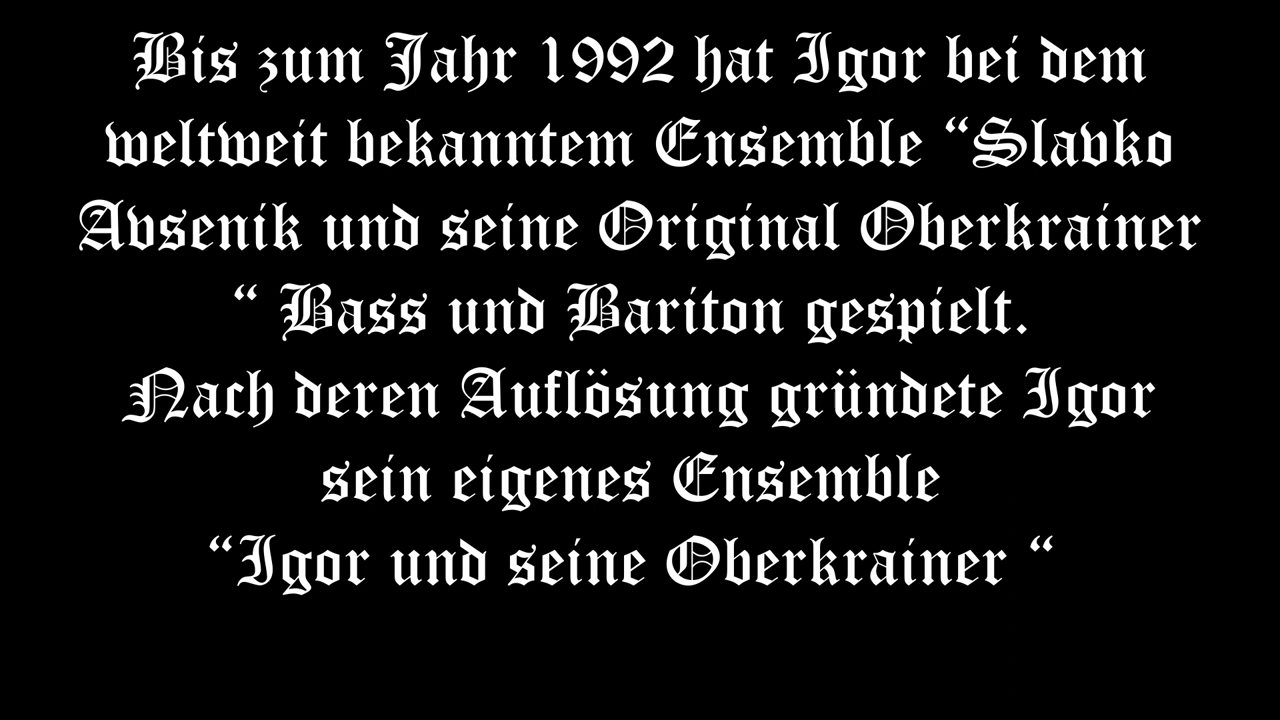 Bis zum Jahr 1992 hat Igor bei dem
weltweit bekanntem Ensemble “Slavko
Avsenik und seine Original Oberkrainer
“ Bass und Bariton gespielt.
Nach deren Auflösung gründete Igor
sein eigenes Ensemble
“Igor und seine Oberkrainer “